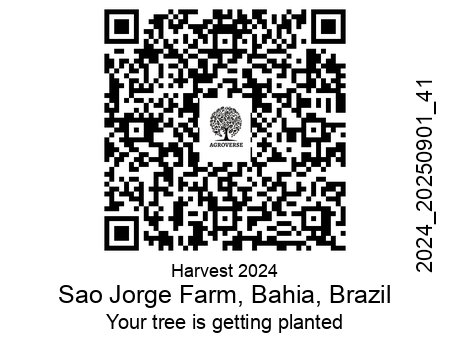 AGROVERSE
Harvest 2024
Sao Jorge Farm, Bahia, Brazil
Your tree is getting planted
2024_20250901_41